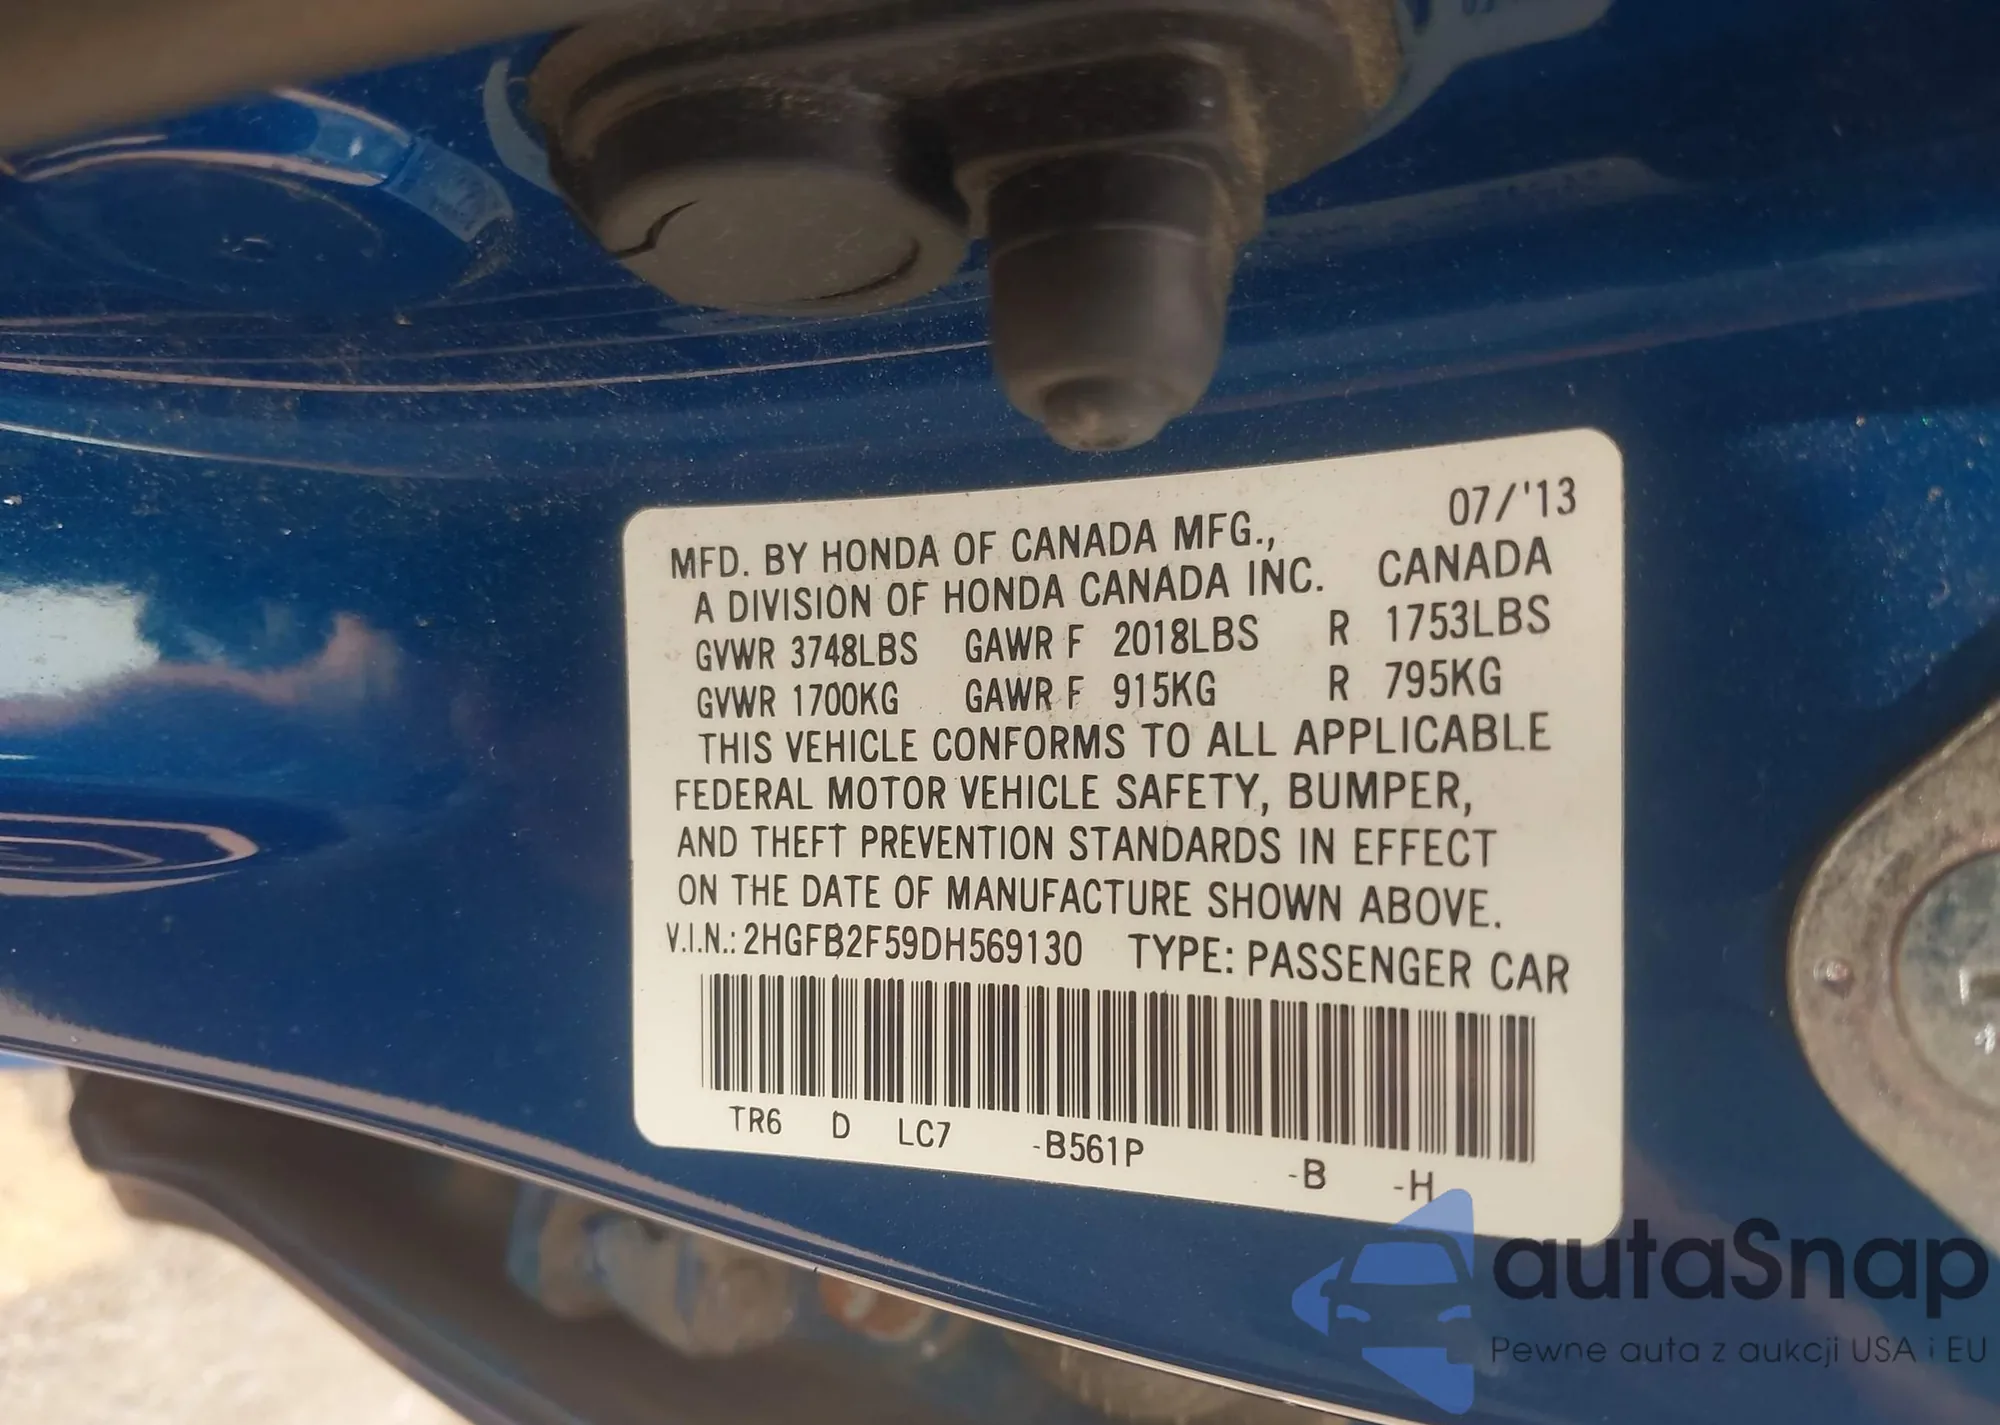 07/'13
MFD. BY HONDA OF CANADA MFG.,
A DIVISION OF HONDA CANADA INC. CANADA
GVWR 3748LBS GAWR F 2018LBS R 1753LBS
GVWR 1700KG GAWR F 915KG R 795KG
THIS VEHICLE CONFORMS TO ALL APPLICABLE
FEDERAL MOTOR VEHICLE SAFETY, BUMPER,
AND THEFT PREVENTION STANDARDS IN EFFECT
ON THE DATE OF MANUFACTURE SHOWN ABOVE.
V.I.N.: 2HGFB2F59DH569130 TYPE: PASSENGER CAR
TR6 D LC7 -B561P -B -H
autaSnap
Pewne auta z aukcji USA i EU